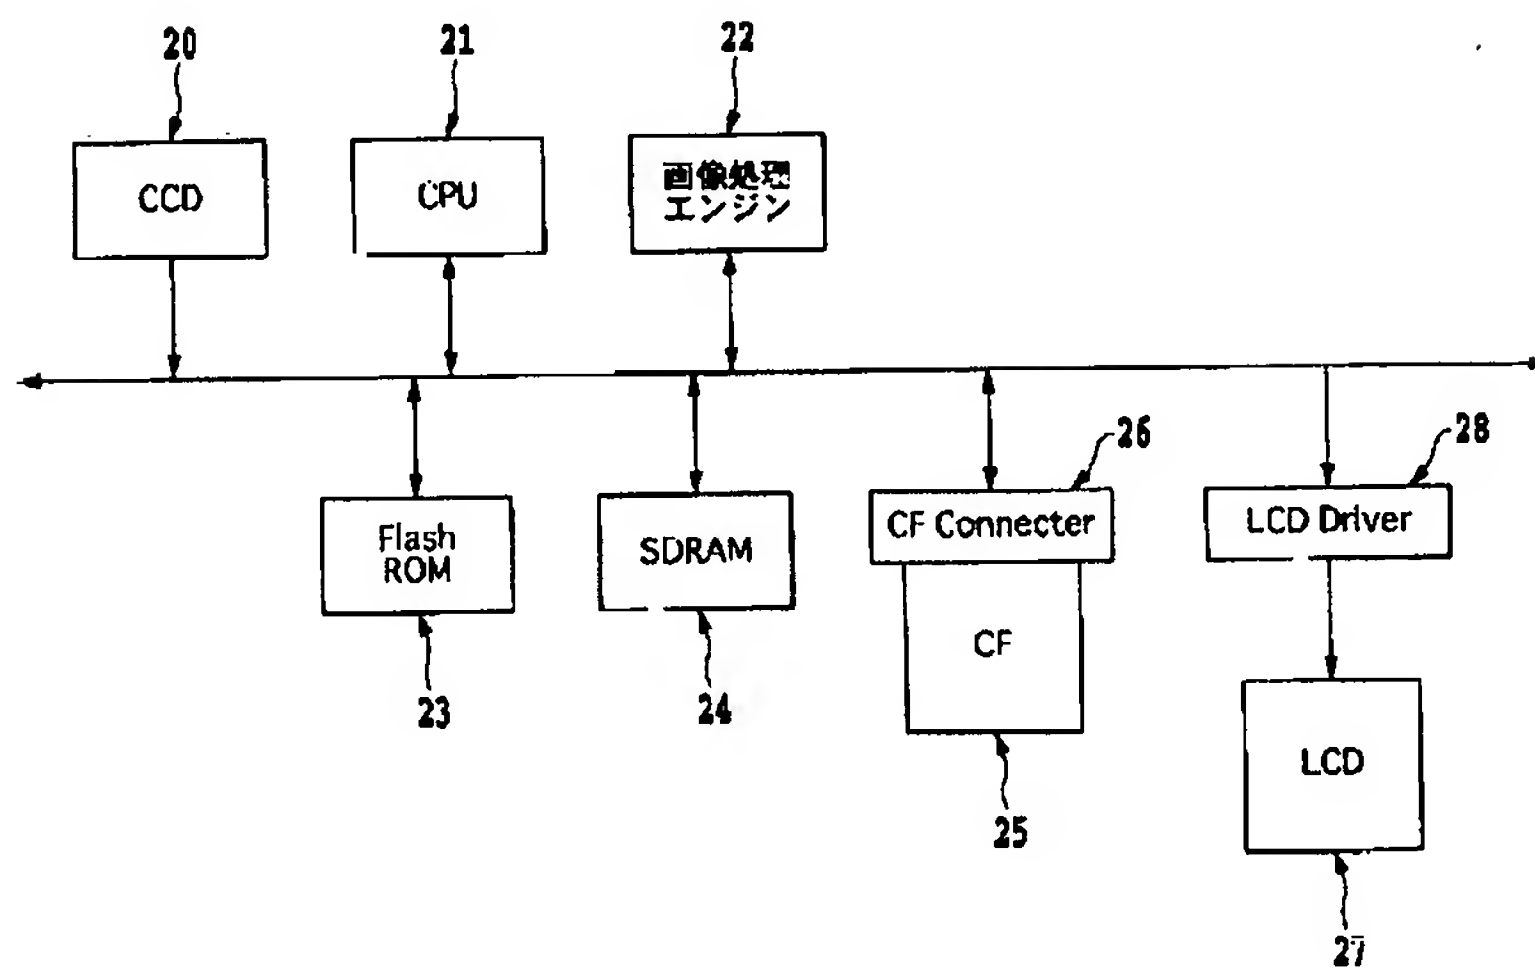 20
21
22
CCD
CPU
画像処理
エンジン
26
28
CF Connecter
LCD Driver
Flash
ROM
SDRAM
CF
23
24
LCD
25
27